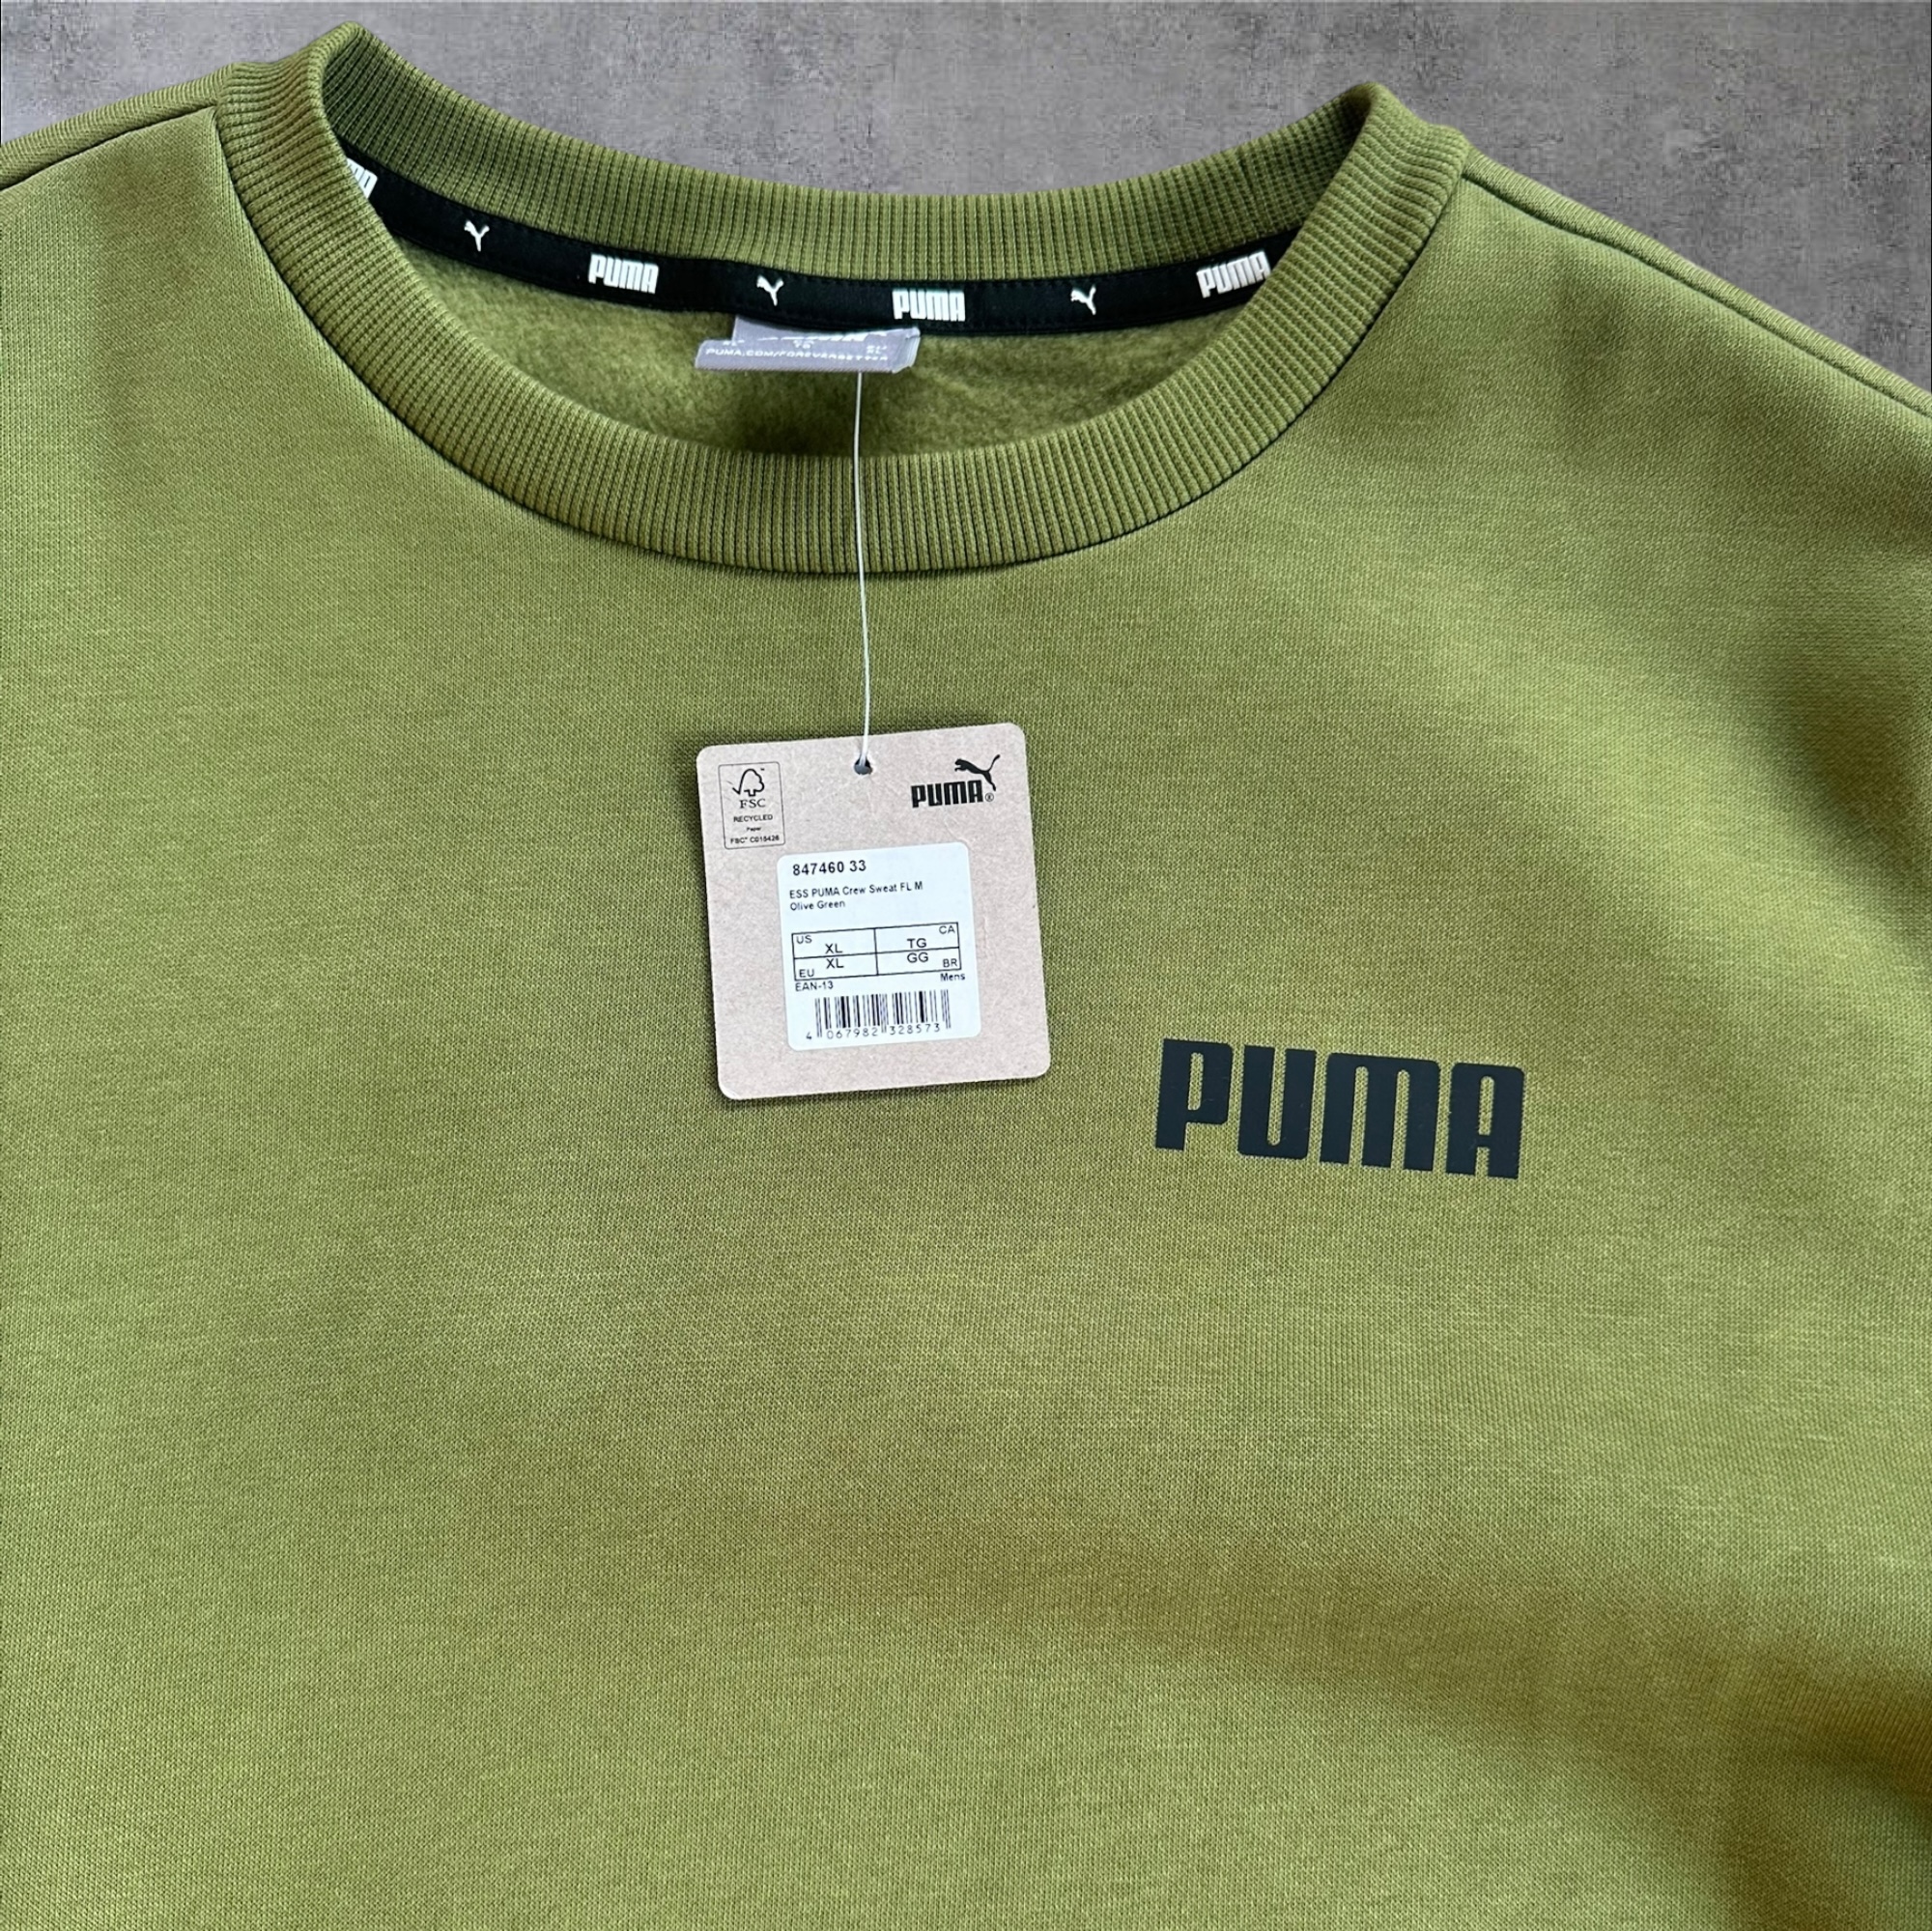 PUMA
PUMA
PUMA
PUMA.COM/FOREVERBETTER
FSC
RECYCLED
Paper
FSC® C015426
PUMA®
847460 33
ESS PUMA Crew Sweat FL M
Olive Green
US XL TG CA
EU XL GG BR
EAN-13 Mens
4 067982 328573
PUMA